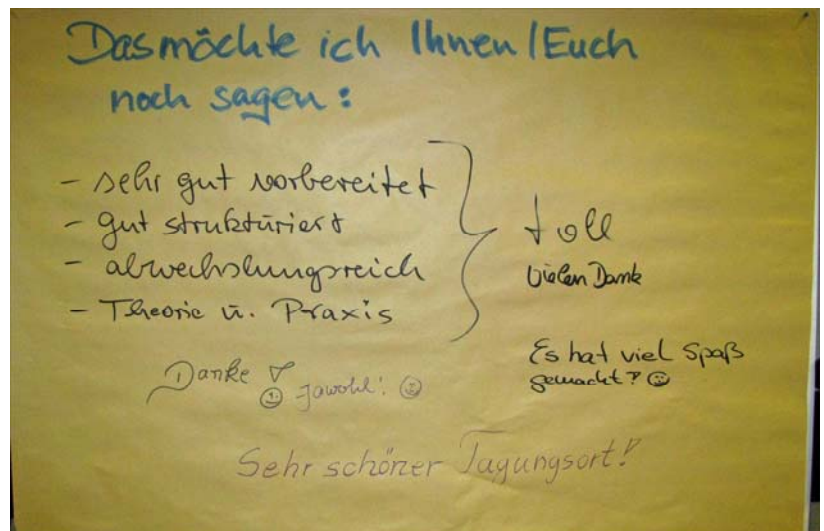 Das möchte ich Ihnen / Euch
noch sagen:
- sehr gut vorbereitet
- gut strukturiert
- abwechslungsreich
- Theorie u. Praxis
toll
vielen Dank
Es hat viel Spaß
gemacht! ☺
Danke! ☺ jawohl! ☺
Sehr schöner Tagungsort!